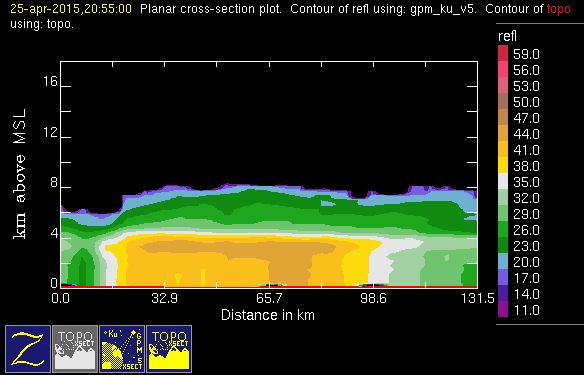 25-apr-2015,20:55:00 Planar cross-section plot. Contour of refl using: gpm_ku_v5. Contour of topo
using: topo.
refl
59.0
56.0
53.0
50.0
47.0
44.0
41.0
38.0
35.0
32.0
29.0
26.0
23.0
20.0
17.0
14.0
11.0
km above MSL
16
12
8
4
0
0.0 32.9 65.7 98.6 131.5
Distance in km
Z
TOPO
XSECT
"Ku"
GPM
XSECT
TOPO
XSECT